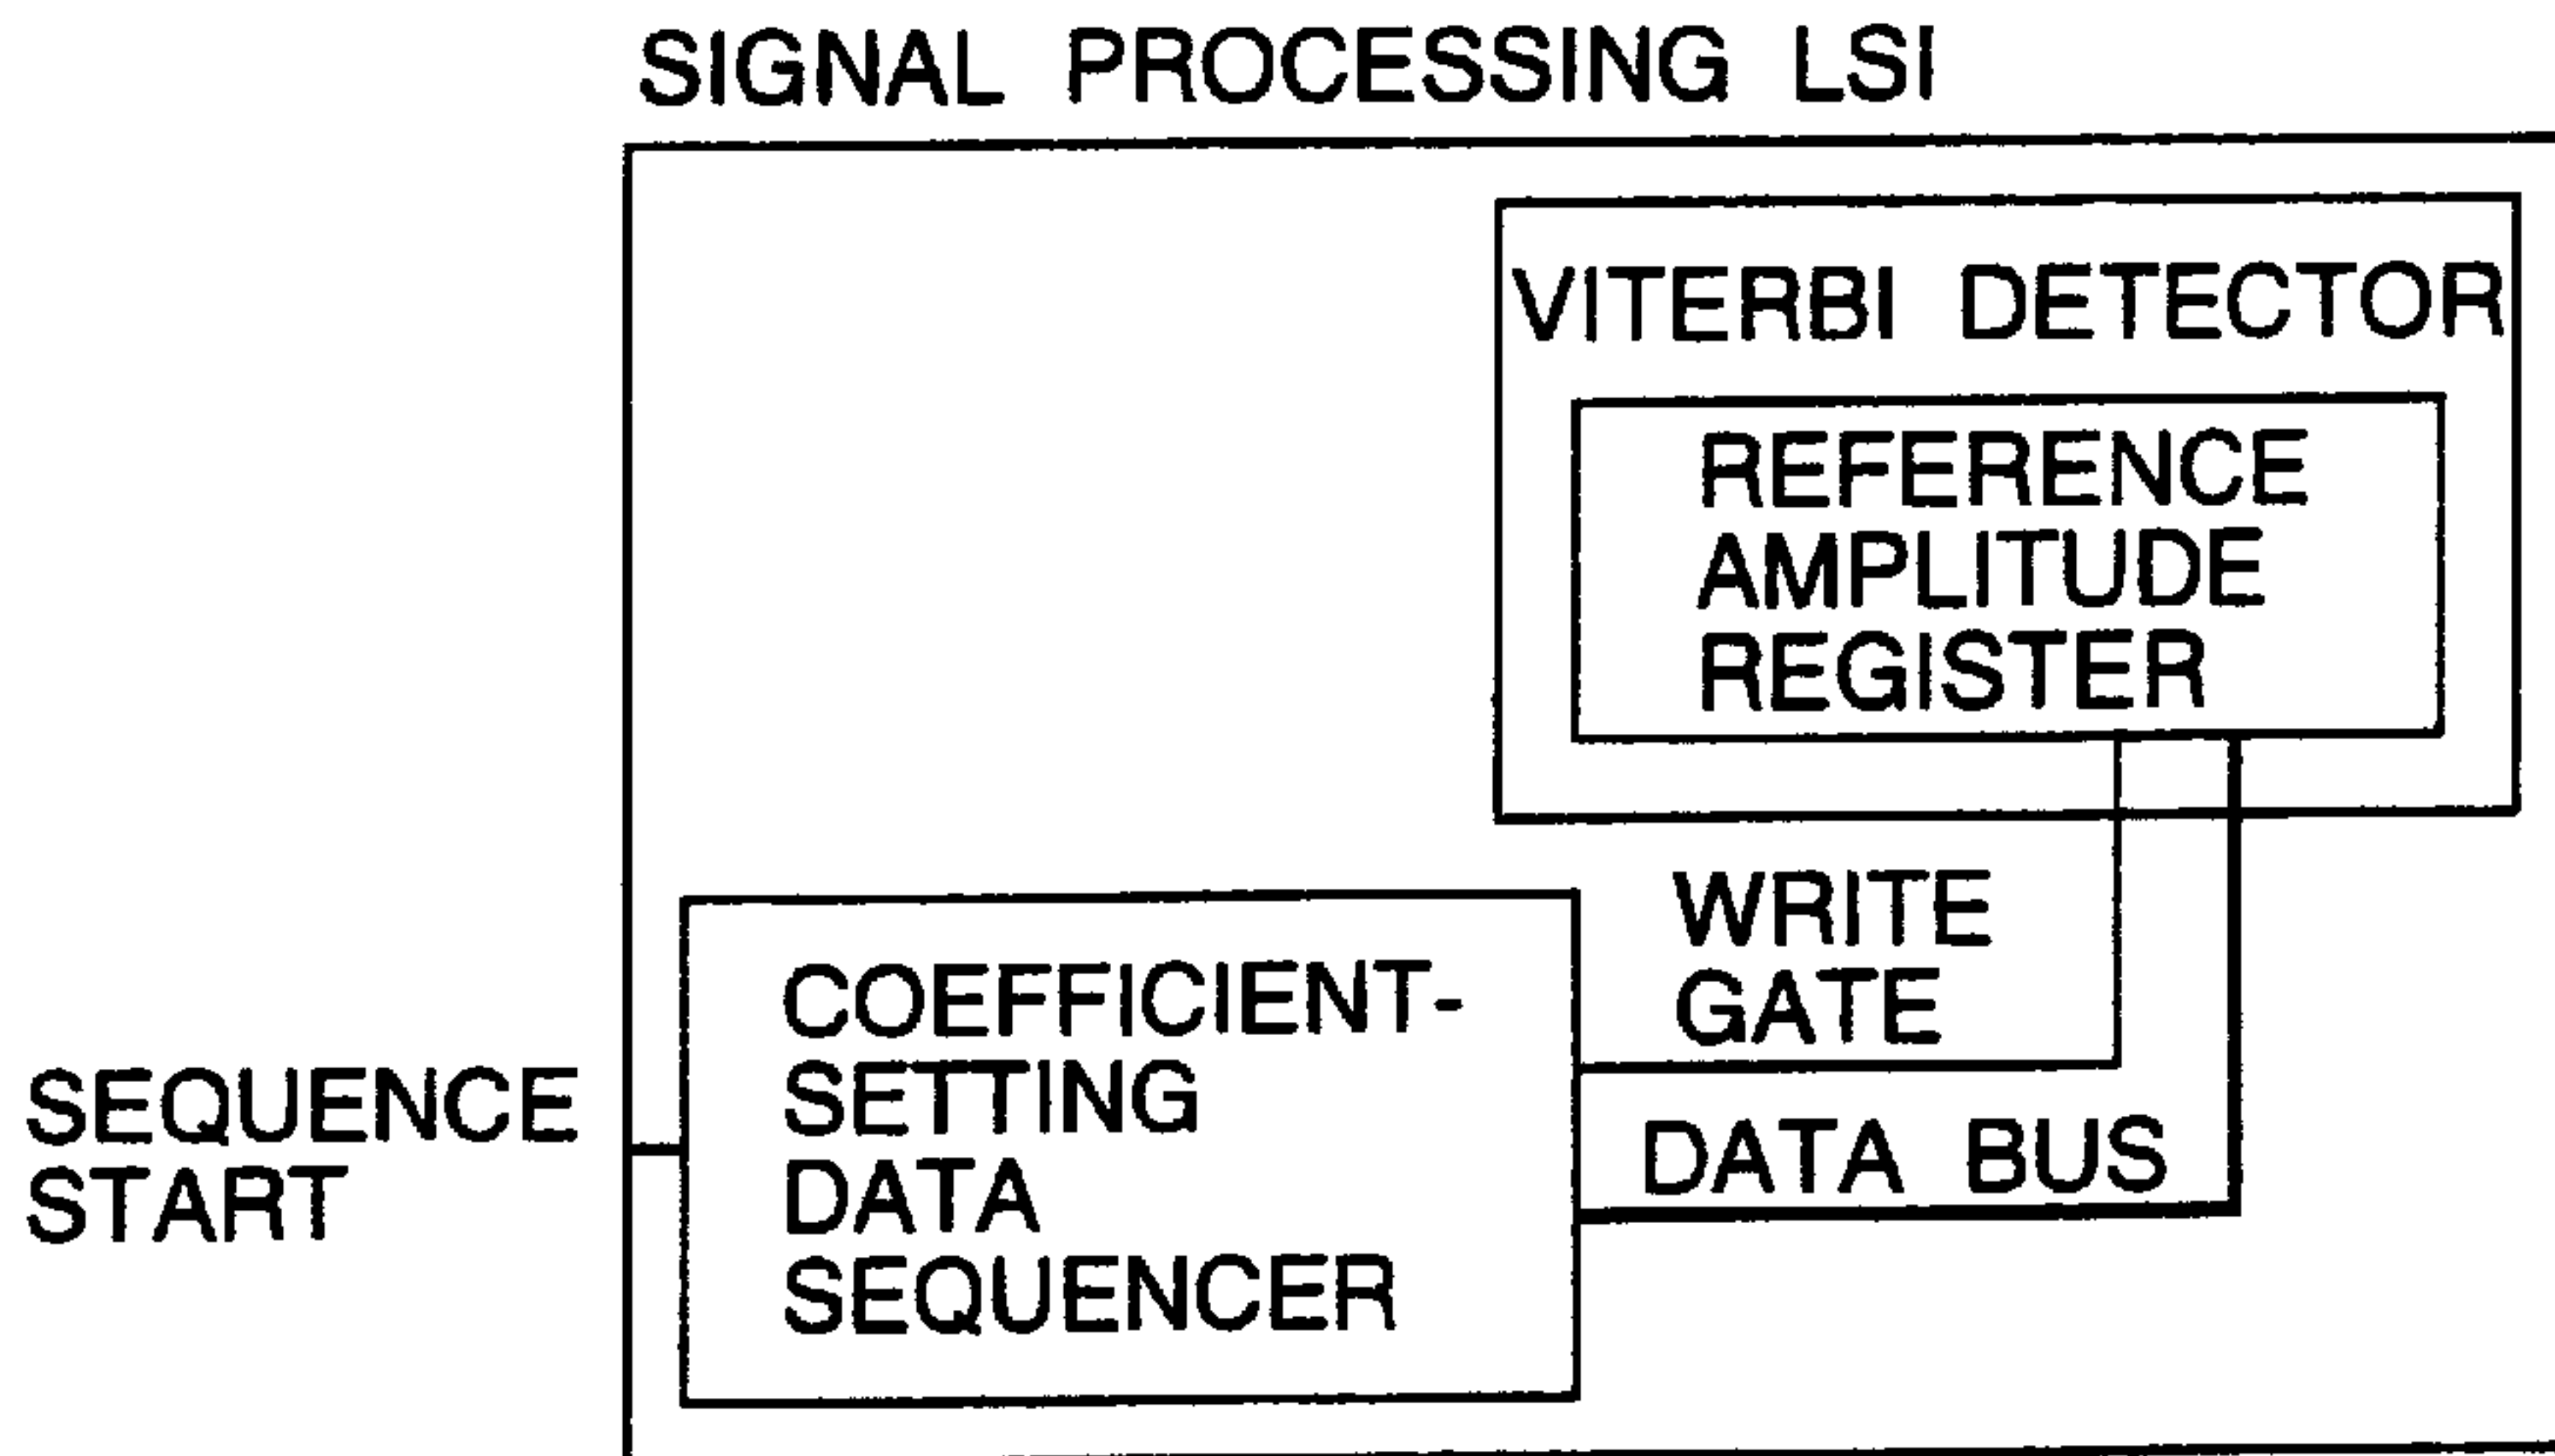 SIGNAL PROCESSING LSI
VITERBI DETECTOR
REFERENCE
AMPLITUDE
REGISTER
WRITE
GATE
COEFFICIENT-
SETTING
DATA
SEQUENCER
SEQUENCE
START
DATA BUS